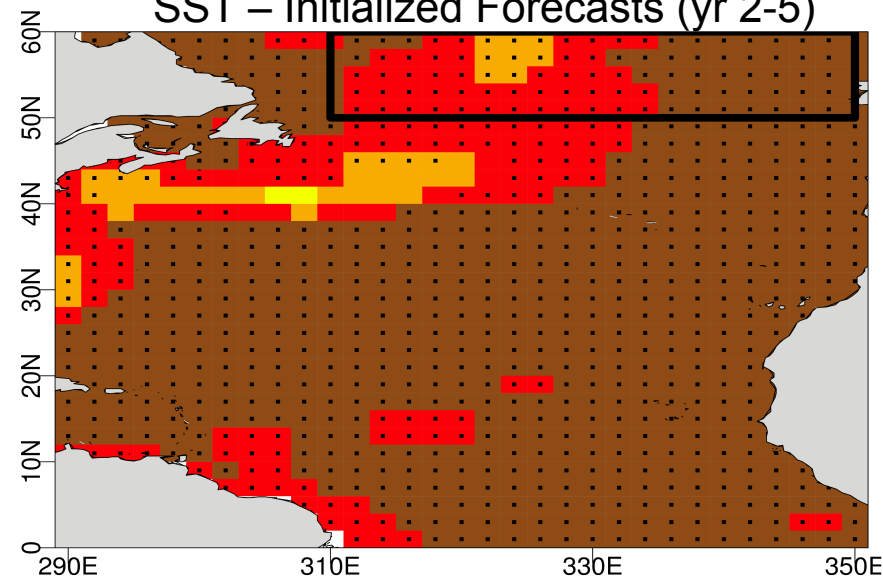 SST – Initialized Forecasts (yr 2-5)
60N
50N
40N
30N
20N
10N
0
290E 310E 330E 350E